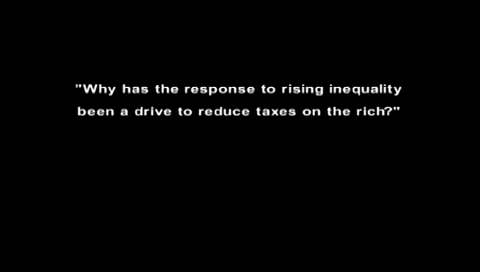 "Why has the response to rising inequality
been a drive to reduce taxes on the rich?"